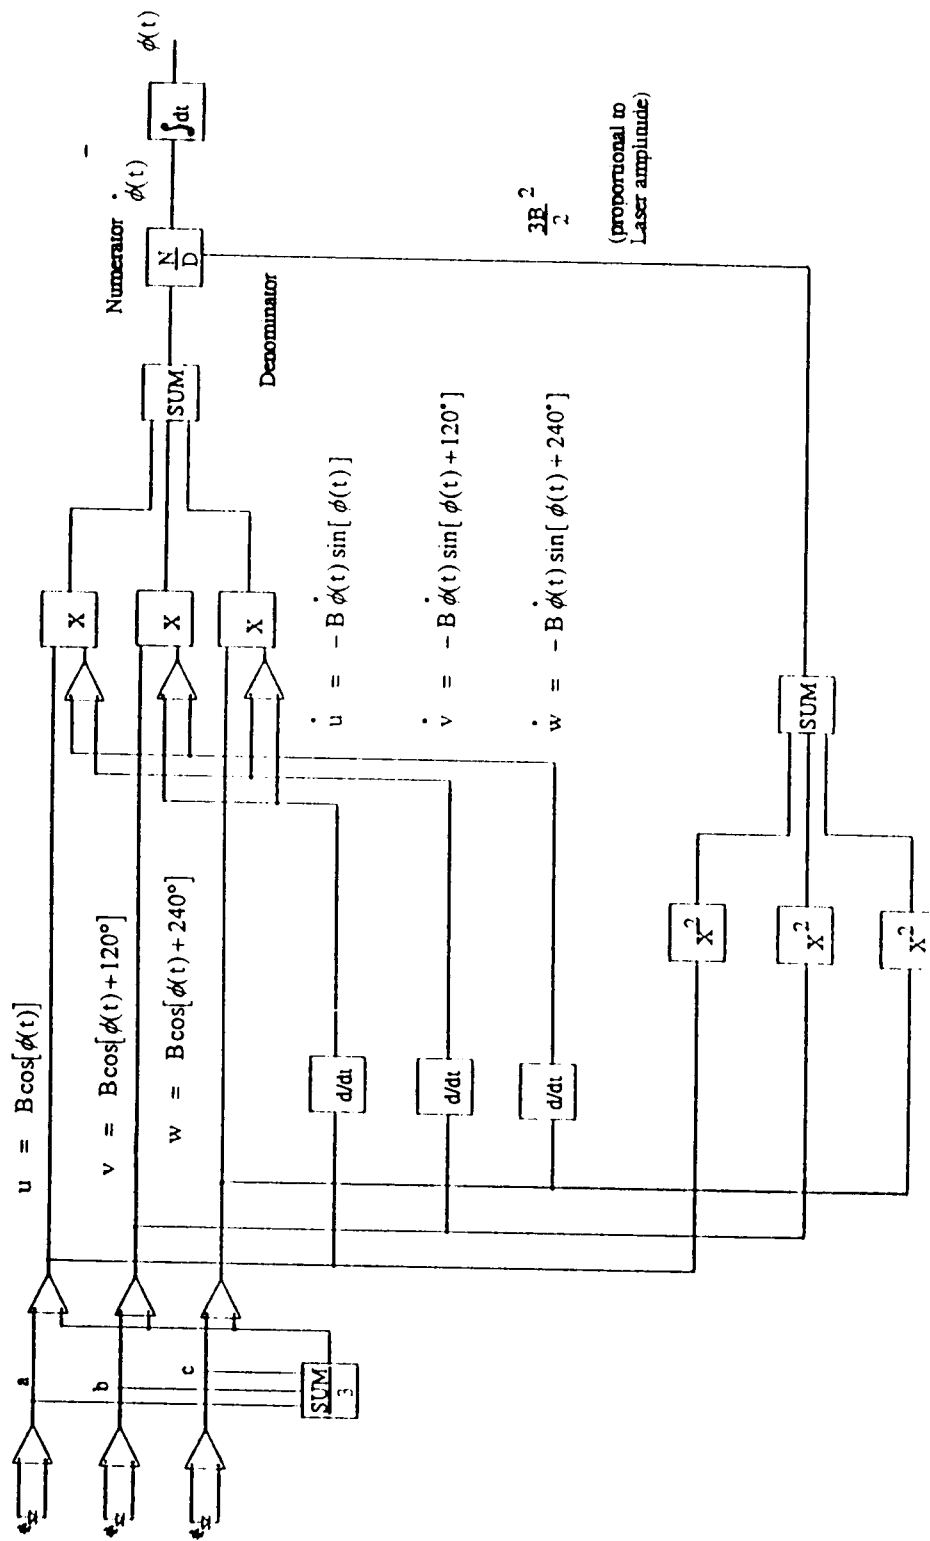 a
b
c
SUM
3
u = Bcos[ϕ(t)]
v = Bcos[ϕ(t)+120°]
w = Bcos[ϕ(t)+240°]
d/dt
d/dt
d/dt
X²
X²
X²
SUM
X
X
X
u̇ = − B ϕ̇(t) sin[ ϕ(t)]
v̇ = − B ϕ̇(t) sin[ ϕ(t)+120°]
ẇ = − B ϕ̇(t) sin[ ϕ(t)+240°]
SUM
Numerator
N
D
Denominator
ϕ̇(t)
∫dt
ϕ(t)
3B²
2
(proportional to
Laser amplitude)